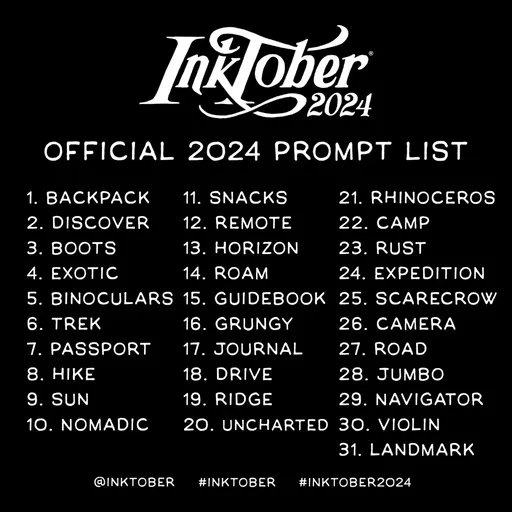 InkTober®
2024
OFFICIAL 2024 PROMPT LIST
1. BACKPACK
2. DISCOVER
3. BOOTS
4. EXOTIC
5. BINOCULARS
6. TREK
7. PASSPORT
8. HIKE
9. SUN
10. NOMADIC
11. SNACKS
12. REMOTE
13. HORIZON
14. ROAM
15. GUIDEBOOK
16. GRUNGY
17. JOURNAL
18. DRIVE
19. RIDGE
20. UNCHARTED
21. RHINOCEROS
22. CAMP
23. RUST
24. EXPEDITION
25. SCARECROW
26. CAMERA
27. ROAD
28. JUMBO
29. NAVIGATOR
30. VIOLIN
31. LANDMARK
@INKTOBER #INKTOBER #INKTOBER2024